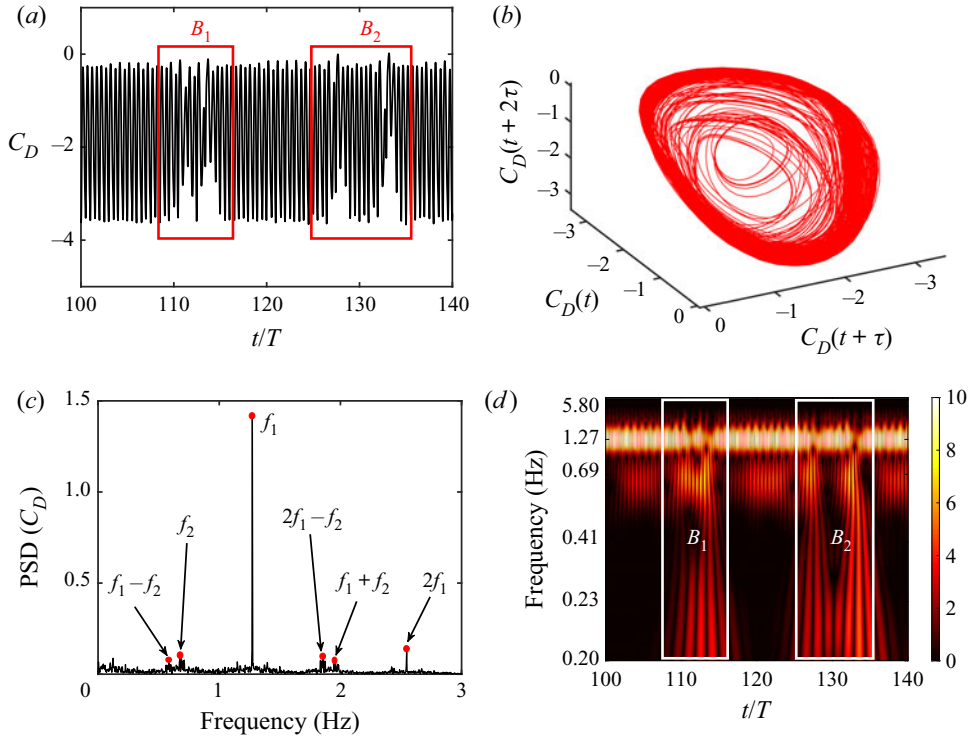 (a)
B1
B2
0
−2
−4
CD
100
110
120
130
140
t/T
(b)
0
−1
−2
−3
CD(t + 2τ)
−3
−2
−1
0
CD(t)
0
−1
−2
−3
CD(t + τ)
(c)
1.5
1.0
0.5
PSD (CD)
f1
2f1−f2
f2
f1−f2
f1 + f2
2f1
0
1
2
3
Frequency (Hz)
(d)
5.80
1.27
0.69
0.41
0.23
0.20
Frequency (Hz)
B1
B2
100
110
120
130
140
t/T
10
8
6
4
2
0